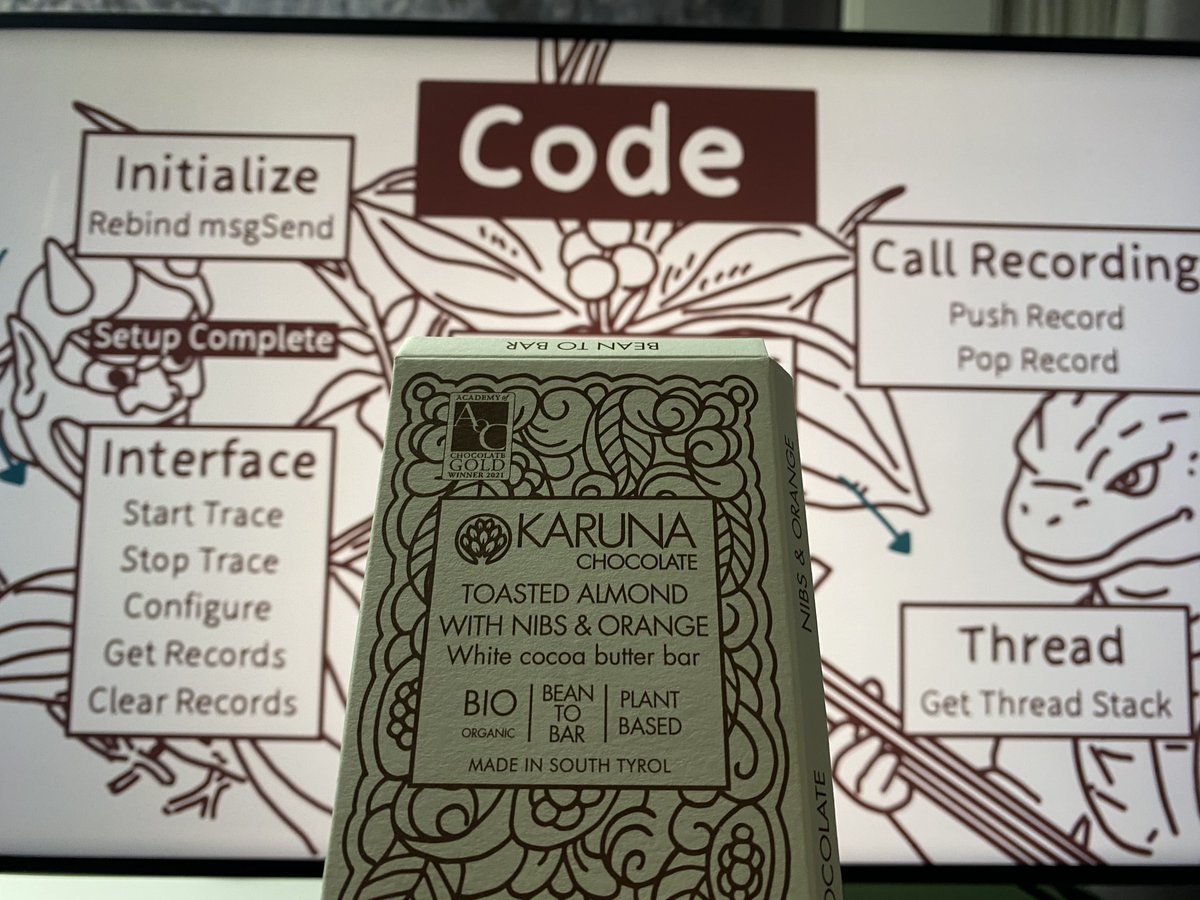 Code
Initialize
Rebind msgSend
Setup Complete
Interface
Start Trace
Stop Trace
Configure
Get Records
Clear Records
Call Recording
Push Record
Pop Record
Thread
Get Thread Stack
BEAN TO BAR
ACADEMY of
AoC
CHOCOLATE
GOLD
WINNER 2021
KARUNA
CHOCOLATE
TOASTED ALMOND
WITH NIBS & ORANGE
White cocoa butter bar
BIO
ORGANIC
BEAN
TO
BAR
PLANT
BASED
MADE IN SOUTH TYROL
NIBS & ORANGE